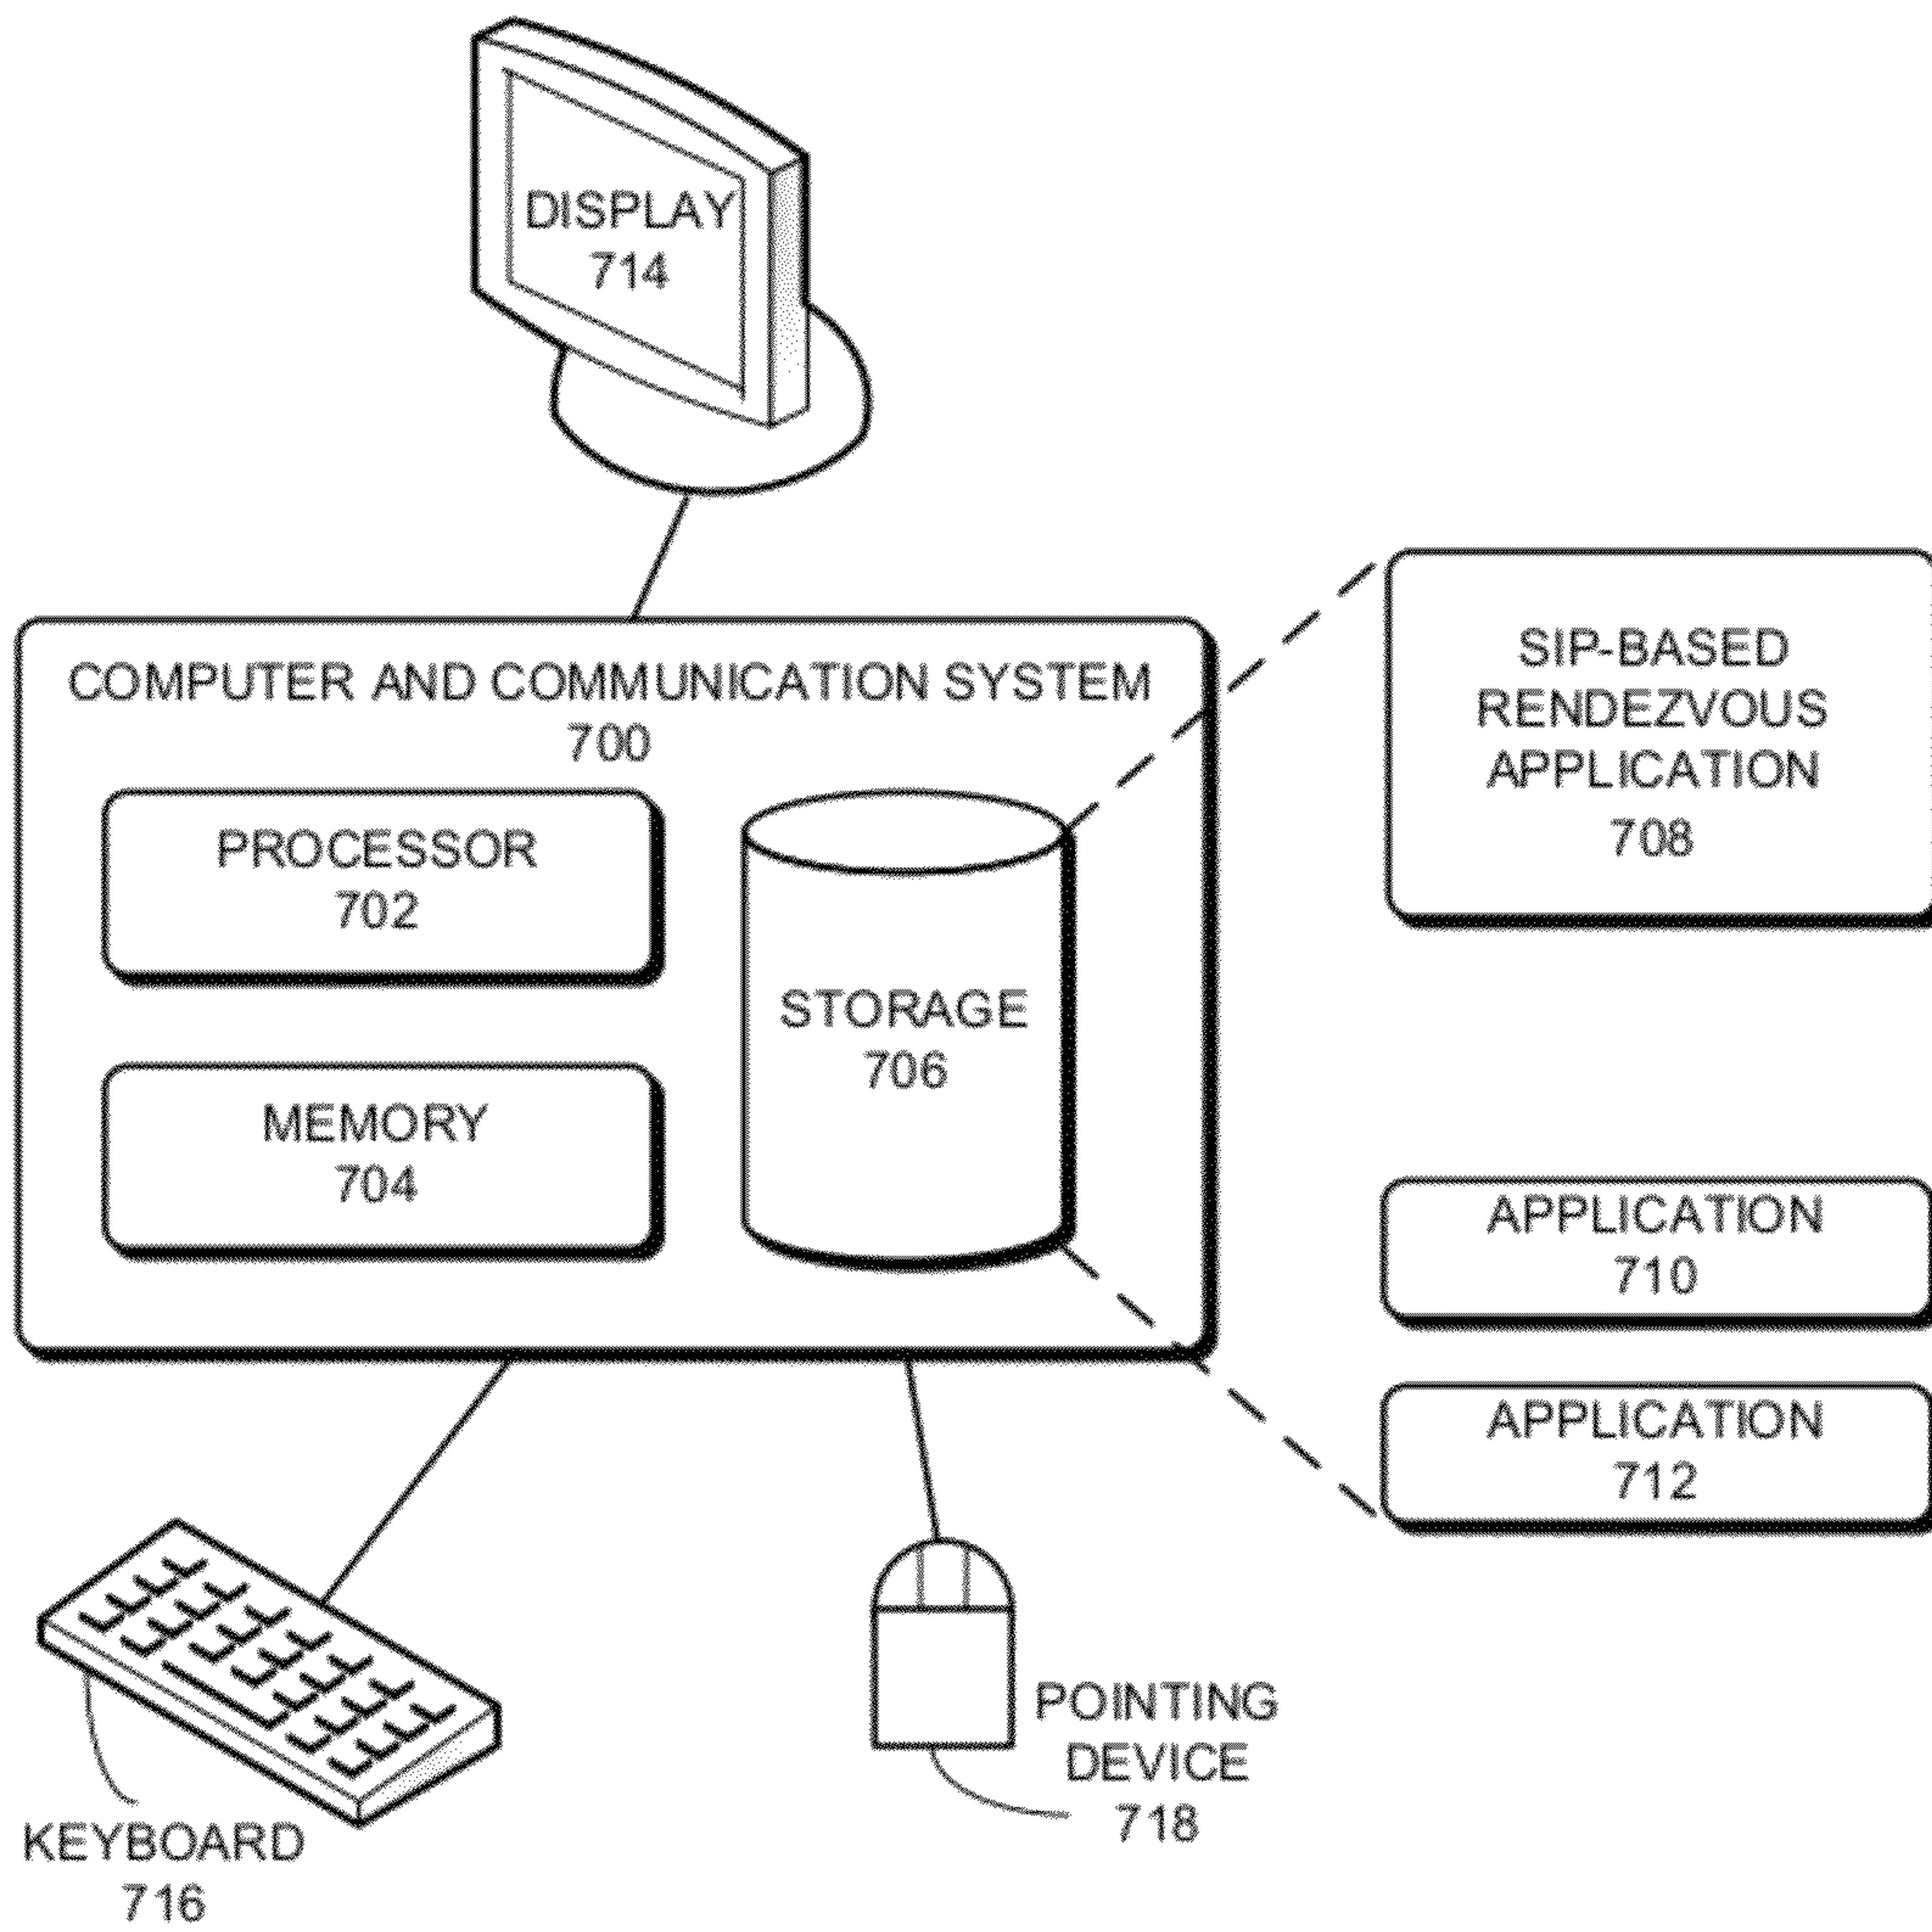 DISPLAY
714
COMPUTER AND COMMUNICATION SYSTEM
700
PROCESSOR
702
MEMORY
704
STORAGE
706
SIP-BASED
RENDEZVOUS
APPLICATION
708
APPLICATION
710
APPLICATION
712
KEYBOARD
716
POINTING
DEVICE
718